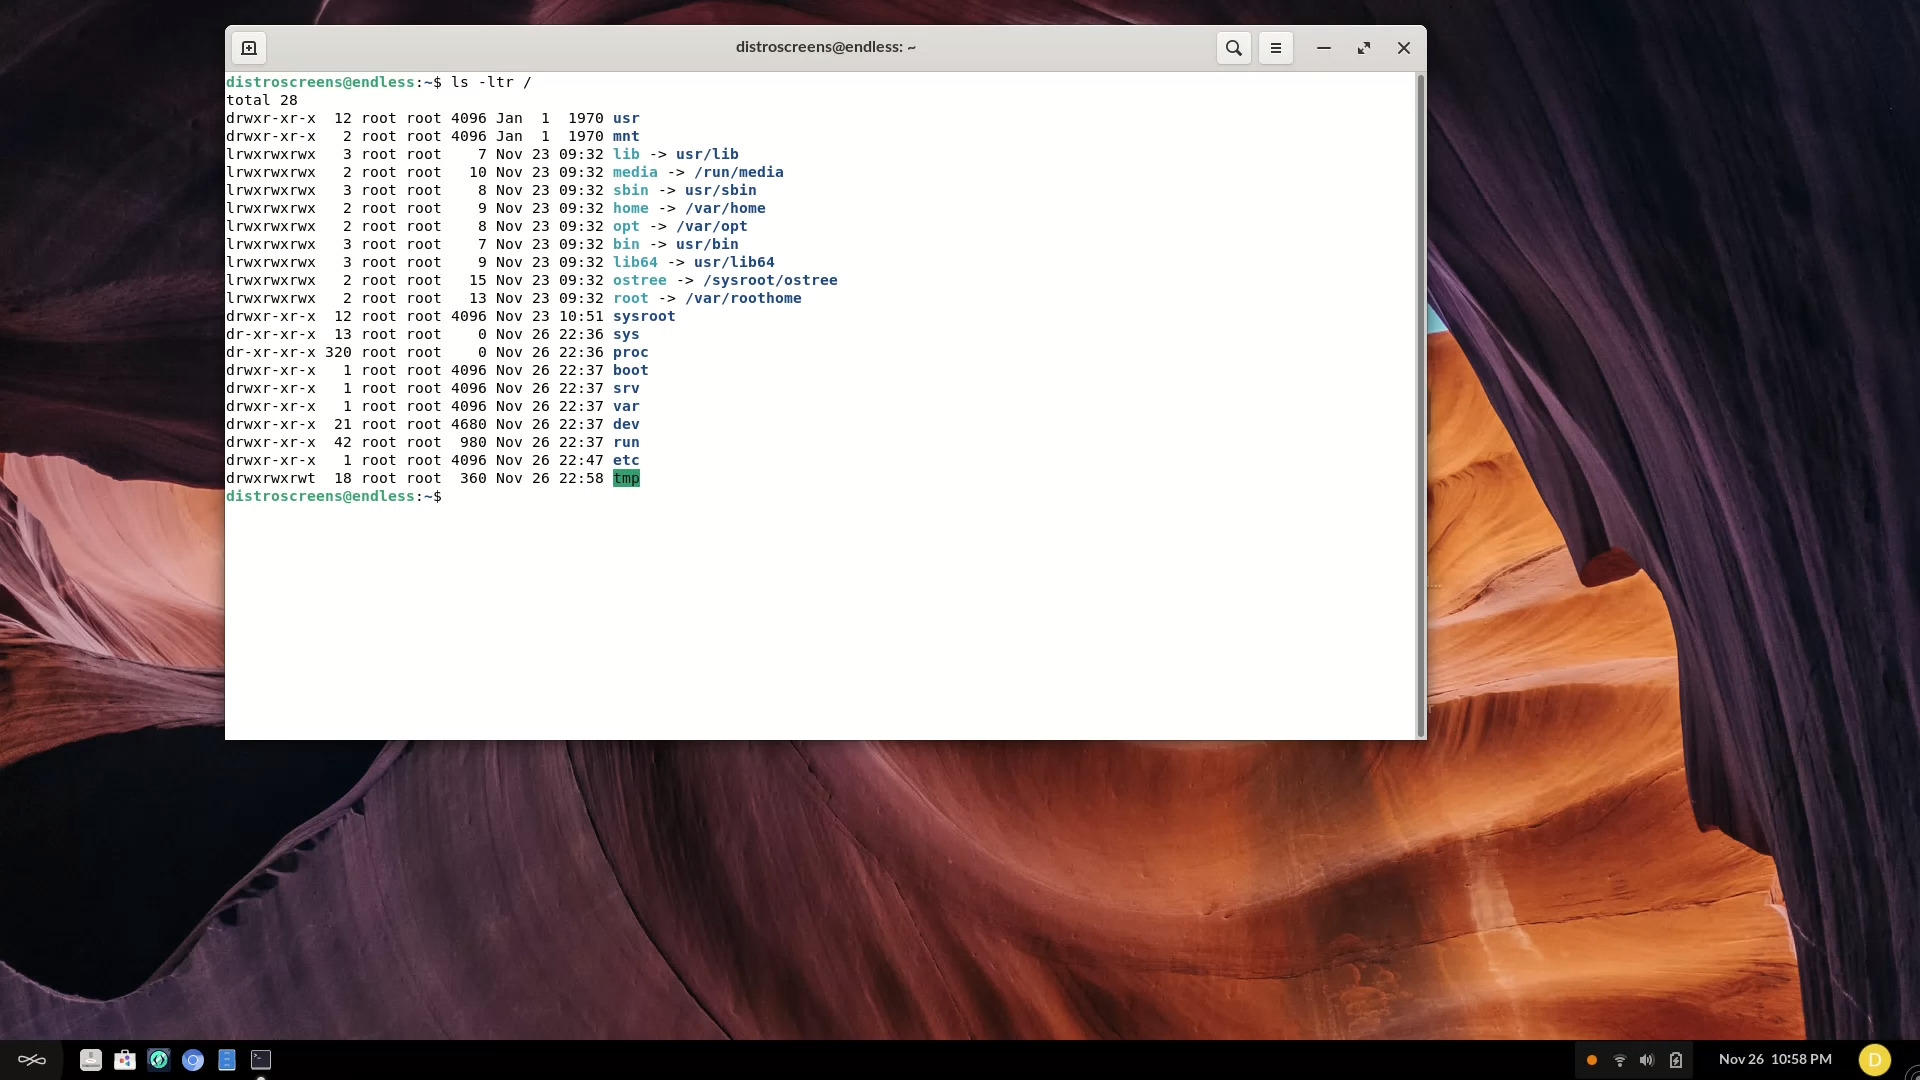 distroscreens@endless: ~
distroscreens@endless:~$ ls -ltr /
total 28
drwxr-xr-x  12 root root 4096 Jan  1  1970 usr
drwxr-xr-x   2 root root 4096 Jan  1  1970 mnt
lrwxrwxrwx   3 root root    7 Nov 23 09:32 lib -> usr/lib
lrwxrwxrwx   2 root root   10 Nov 23 09:32 media -> /run/media
lrwxrwxrwx   3 root root    8 Nov 23 09:32 sbin -> usr/sbin
lrwxrwxrwx   2 root root    9 Nov 23 09:32 home -> /var/home
lrwxrwxrwx   2 root root    8 Nov 23 09:32 opt -> /var/opt
lrwxrwxrwx   3 root root    7 Nov 23 09:32 bin -> usr/bin
lrwxrwxrwx   3 root root    9 Nov 23 09:32 lib64 -> usr/lib64
lrwxrwxrwx   2 root root   15 Nov 23 09:32 ostree -> /sysroot/ostree
lrwxrwxrwx   2 root root   13 Nov 23 09:32 root -> /var/roothome
drwxr-xr-x  12 root root 4096 Nov 23 10:51 sysroot
dr-xr-xr-x  13 root root    0 Nov 26 22:36 sys
dr-xr-xr-x 320 root root    0 Nov 26 22:36 proc
drwxr-xr-x   1 root root 4096 Nov 26 22:37 boot
drwxr-xr-x   1 root root 4096 Nov 26 22:37 srv
drwxr-xr-x   1 root root 4096 Nov 26 22:37 var
drwxr-xr-x  21 root root 4680 Nov 26 22:37 dev
drwxr-xr-x  42 root root  980 Nov 26 22:37 run
drwxr-xr-x   1 root root 4096 Nov 26 22:47 etc
drwxrwxrwt  18 root root  360 Nov 26 22:58 tmp
distroscreens@endless:~$
Nov 26 10:58 PM
D